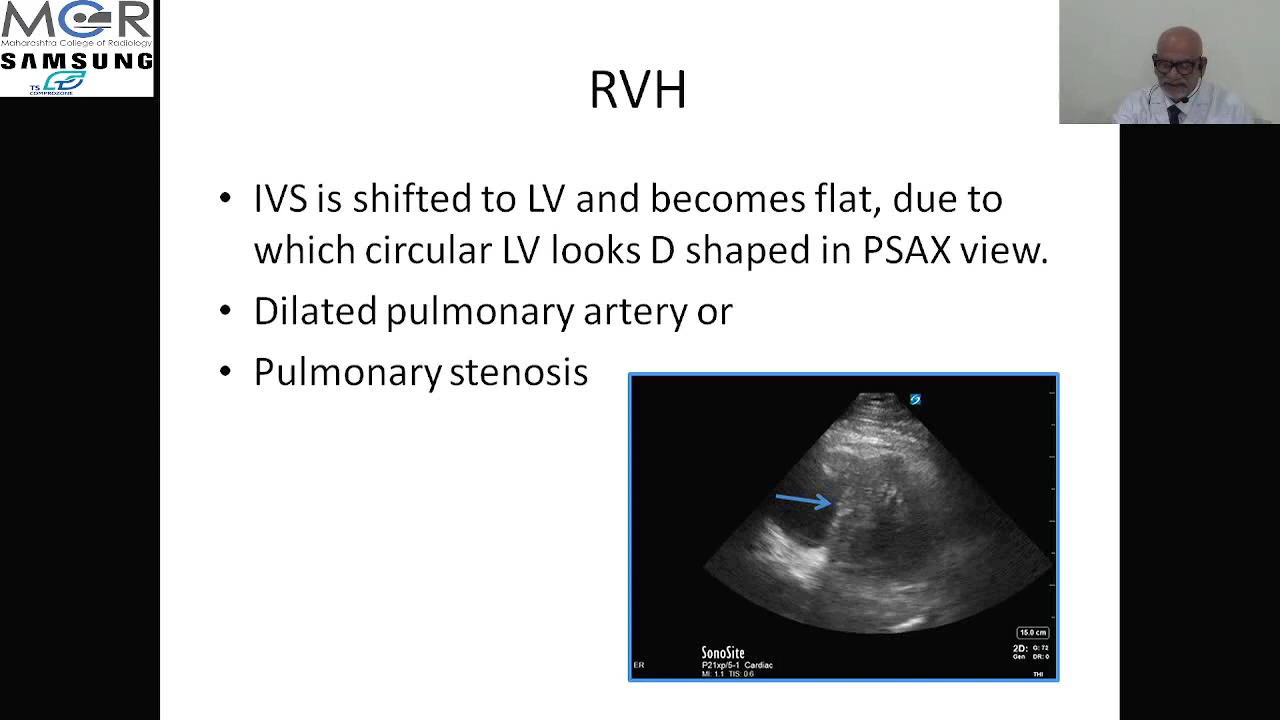 MCR
Maharashtra College of Radiology
SAMSUNG
TS
COMPROZONE
RVH
• IVS is shifted to LV and becomes flat, due to
which circular LV looks D shaped in PSAX view.
• Dilated pulmonary artery or
• Pulmonary stenosis
15.0 cm
SonoSite
2D: G: 72
Gen DR: 0
ER
P21xp/5-1 Cardiac
MI: 1.1 TIS: 0.6
THI